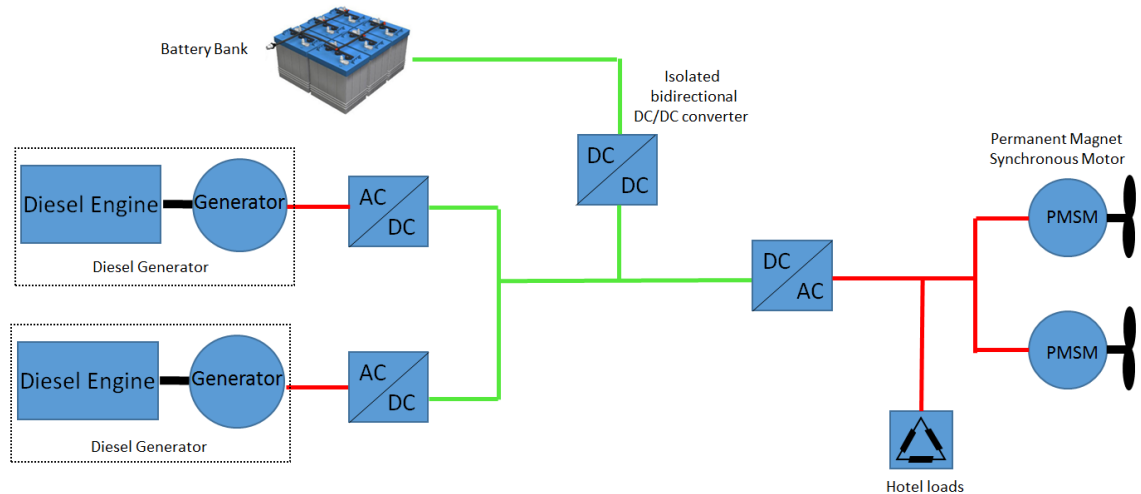 Battery Bank
Isolated
bidirectional
DC/DC converter
DC
DC
Permanent Magnet
Synchronous Motor
Diesel Engine
Generator
Diesel Generator
AC
DC
PMSM
DC
AC
Diesel Engine
Generator
Diesel Generator
AC
DC
PMSM
Hotel loads